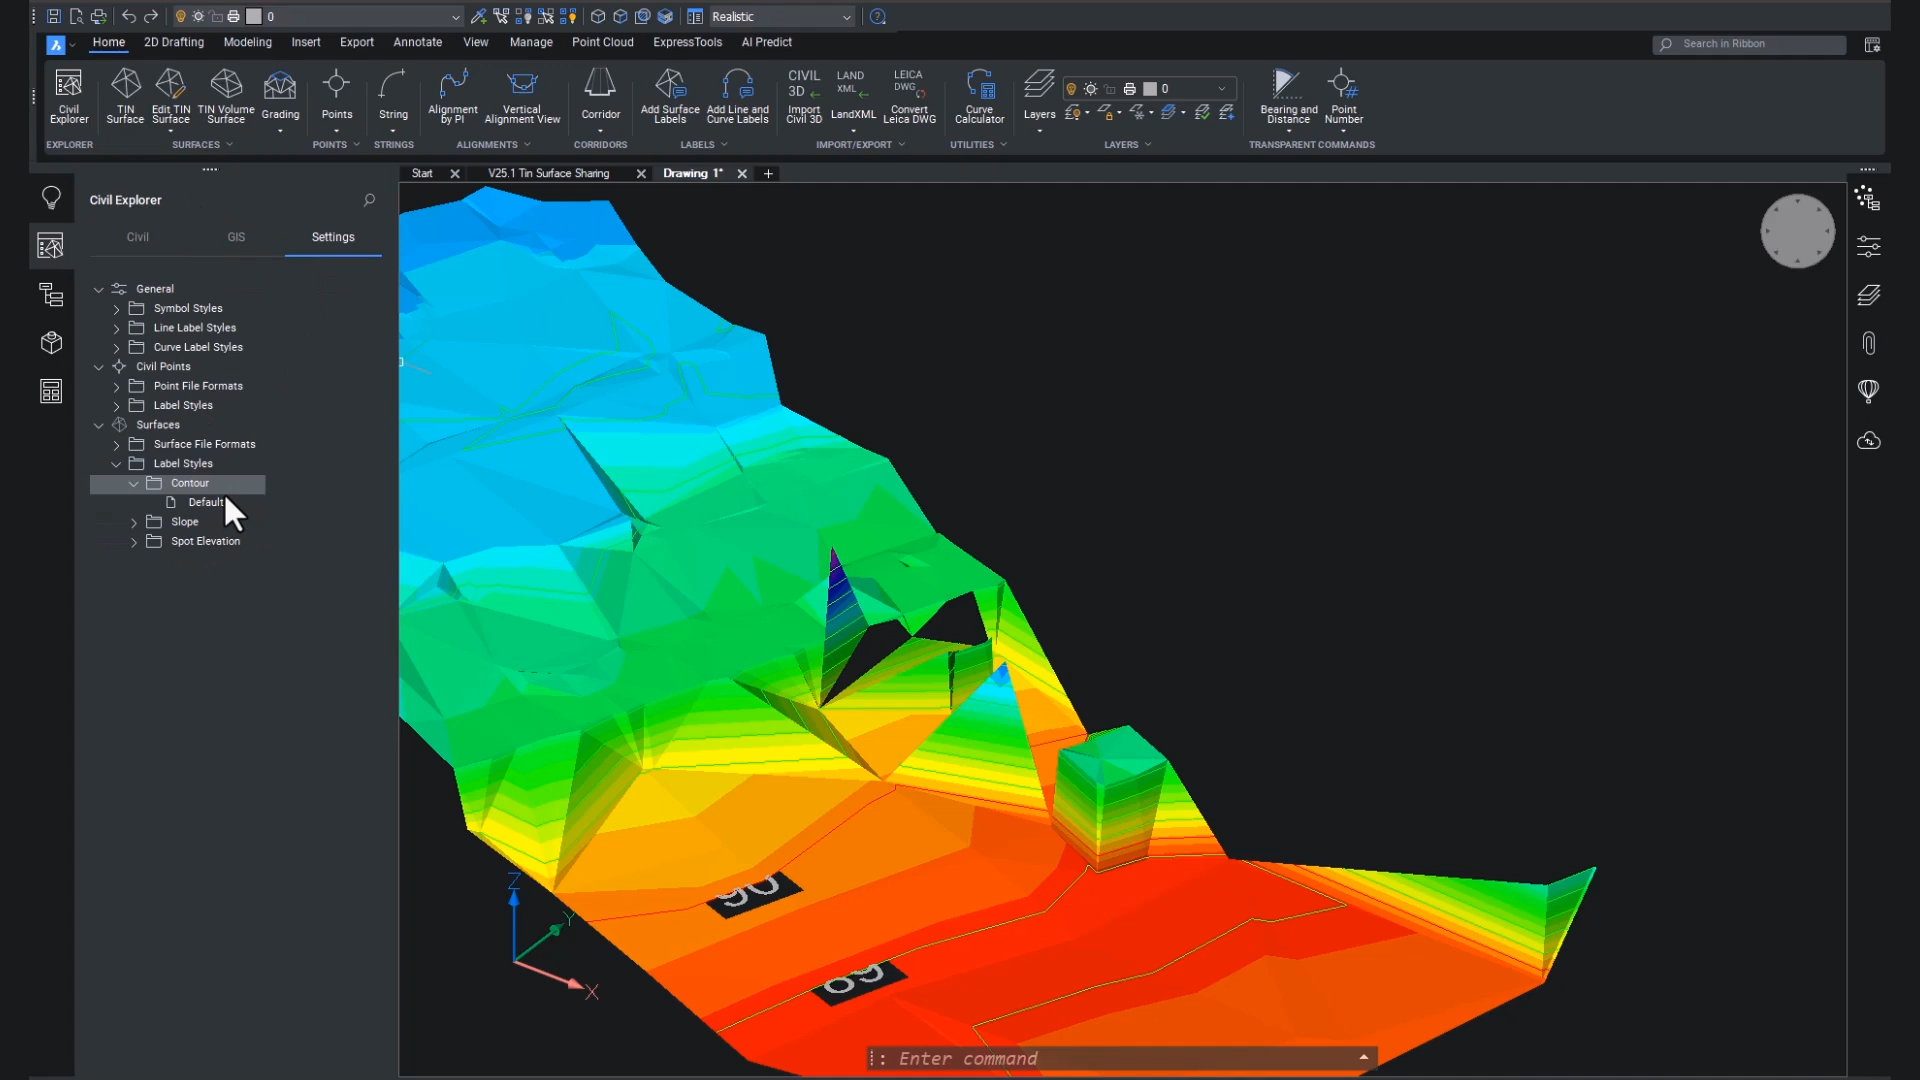 0
Realistic
Home 2D Drafting Modeling Insert Export Annotate View Manage Point Cloud ExpressTools AI Predict
Search in Ribbon
Civil Explorer
TIN Surface
Edit TIN Surface
TIN Volume Surface
Grading
Points
String
Alignment by PI
Vertical Alignment View
Corridor
Add Surface Labels
Add Line and Curve Labels
CIVIL 3D
Import Civil 3D
LAND XML
LandXML
LEICA DWG
Convert Leica DWG
Curve Calculator
Layers
0
Bearing and Distance
Point Number
EXPLORER SURFACES POINTS STRINGS ALIGNMENTS CORRIDORS LABELS IMPORT/EXPORT UTILITIES LAYERS TRANSPARENT COMMANDS
Start V25.1 Tin Surface Sharing Drawing 1*
Civil Explorer
Civil GIS Settings
General
Symbol Styles
Line Label Styles
Curve Label Styles
Civil Points
Point File Formats
Label Styles
Surfaces
Surface File Formats
Label Styles
Contour
Default
Slope
Spot Elevation
Z
Y
X
: Enter command